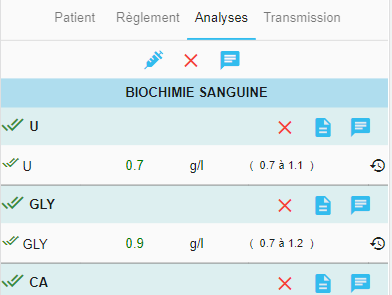 Patient Règlement Analyses Transmission
BIOCHIMIE SANGUINE
U
U 0.7 g/l ( 0.7 à 1.1 )
GLY
GLY 0.9 g/l ( 0.7 à 1.2 )
CA